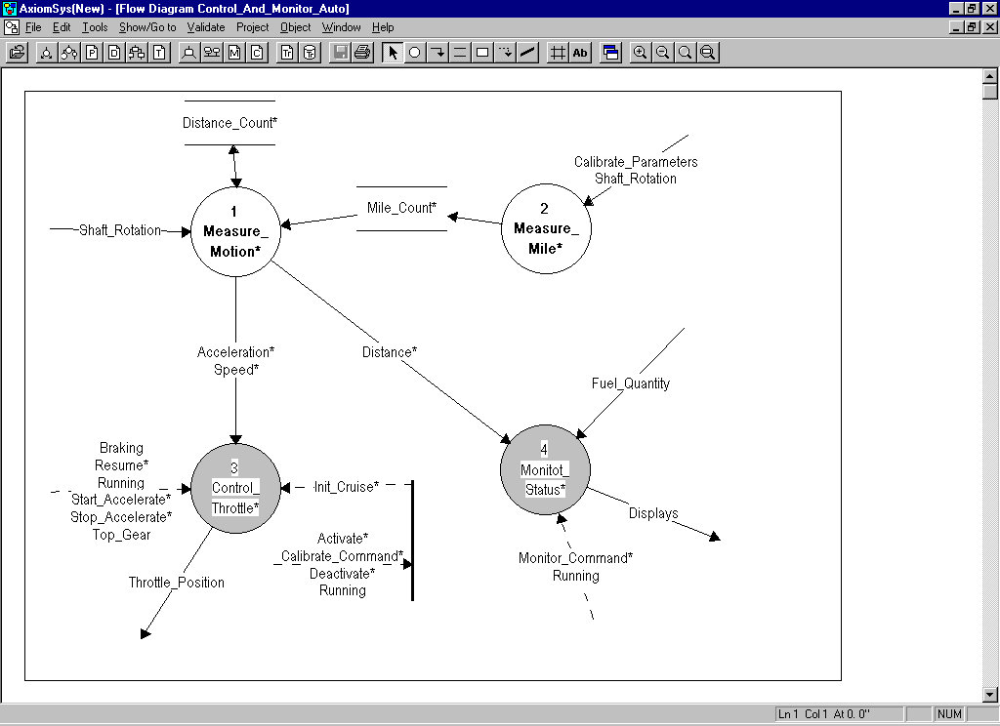 AxiomSys(New) - [Flow Diagram Control_And_Monitor_Auto]
File Edit Tools Show/Go to Validate Project Object Window Help
P D T M C Tr Ab
Distance_Count*
Calibrate_Parameters
Shaft_Rotation
Mile_Count*
1
Measure_
Motion*
2
Measure_
Mile*
Shaft_Rotation
Acceleration*
Speed*
Distance*
Fuel_Quantity
Braking
Resume*
Running
Start_Accelerate*
Stop_Accelerate*
Top_Gear
3
Control_
Throttle*
Init_Cruise*
4
Monitot_
Status*
Displays
Activate*
Calibrate_Command*
Deactivate*
Running
Monitor_Command*
Running
Throttle_Position
Ln 1 Col 1 At 0. 0"
NUM